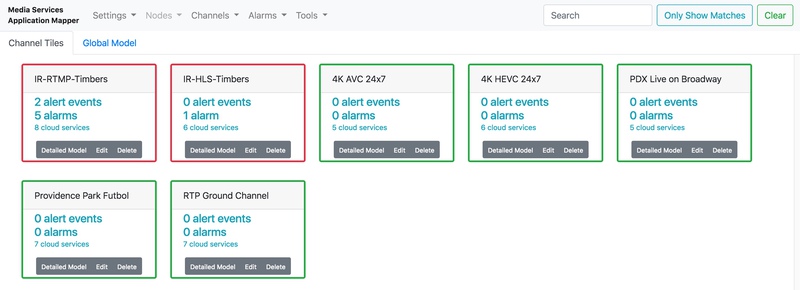 Media Services
Application Mapper
Settings Nodes Channels Alarms Tools
Search
Only Show Matches
Clear
Channel Tiles
Global Model
IR-RTMP-Timbers
2 alert events
5 alarms
8 cloud services
Detailed Model Edit Delete
IR-HLS-Timbers
0 alert events
1 alarm
6 cloud services
Detailed Model Edit Delete
4K AVC 24x7
0 alert events
0 alarms
5 cloud services
Detailed Model Edit Delete
4K HEVC 24x7
0 alert events
0 alarms
6 cloud services
Detailed Model Edit Delete
PDX Live on Broadway
0 alert events
0 alarms
5 cloud services
Detailed Model Edit Delete
Providence Park Futbol
0 alert events
0 alarms
7 cloud services
Detailed Model Edit Delete
RTP Ground Channel
0 alert events
0 alarms
7 cloud services
Detailed Model Edit Delete